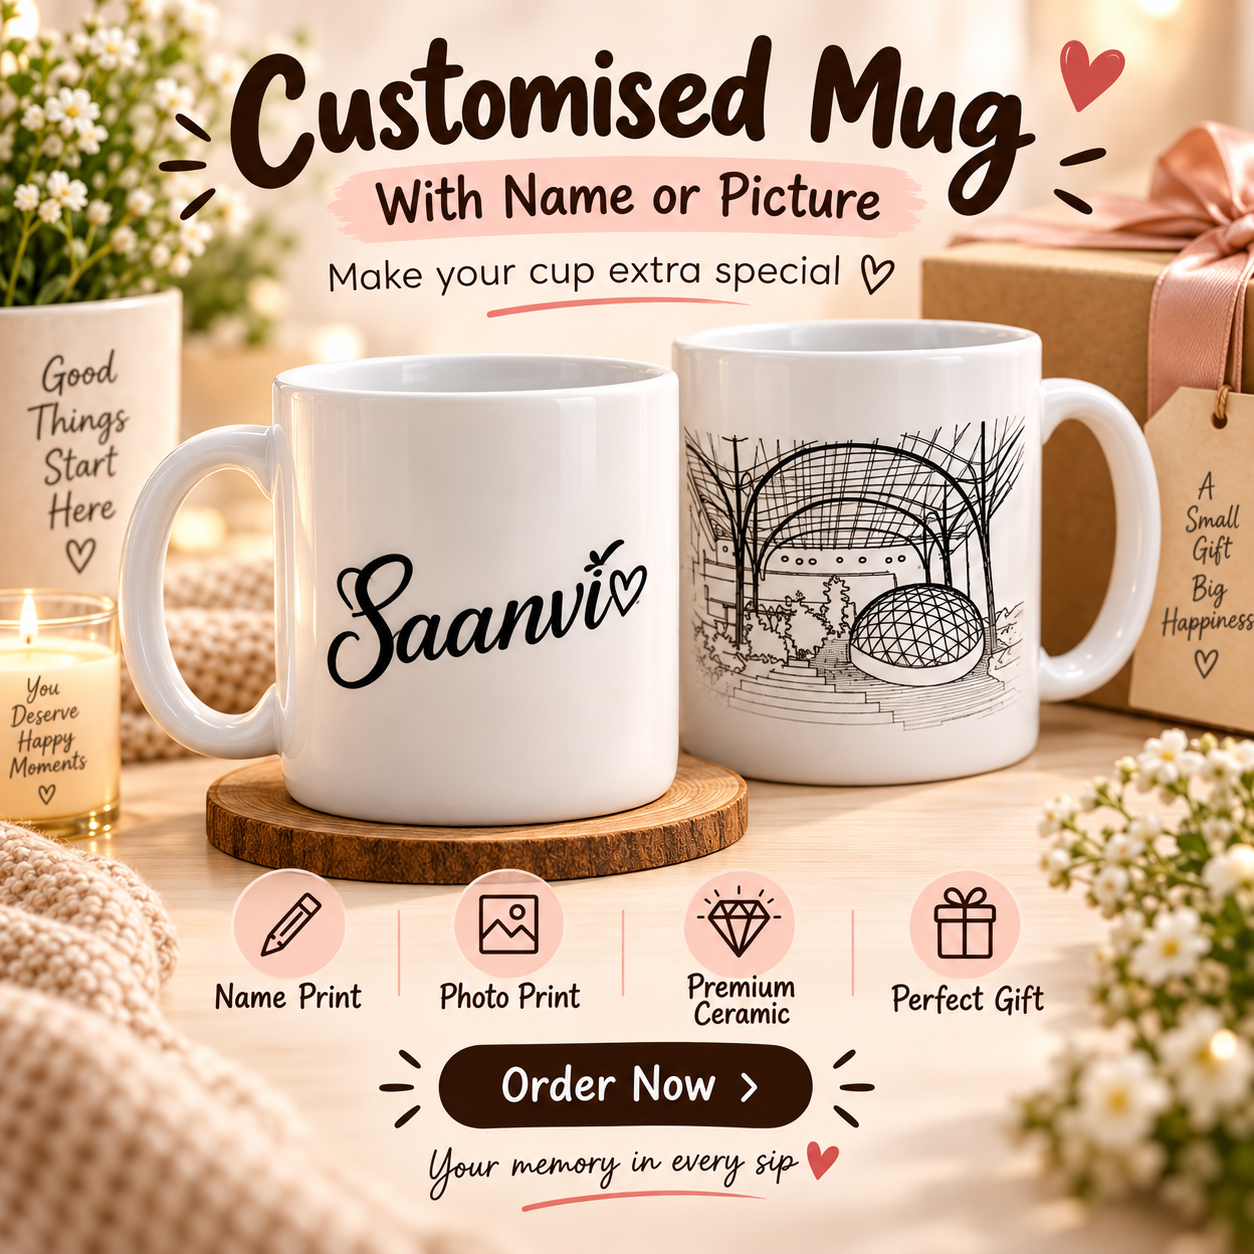 Customised Mug
With Name or Picture
Make your cup extra special
Good
Things
Start
Here
Saanvi
A
Small
Gift
Big
Happiness
You
Deserve
Happy
Moments
Name Print
Photo Print
Premium
Ceramic
Perfect Gift
Order Now >
Your memory in every sip